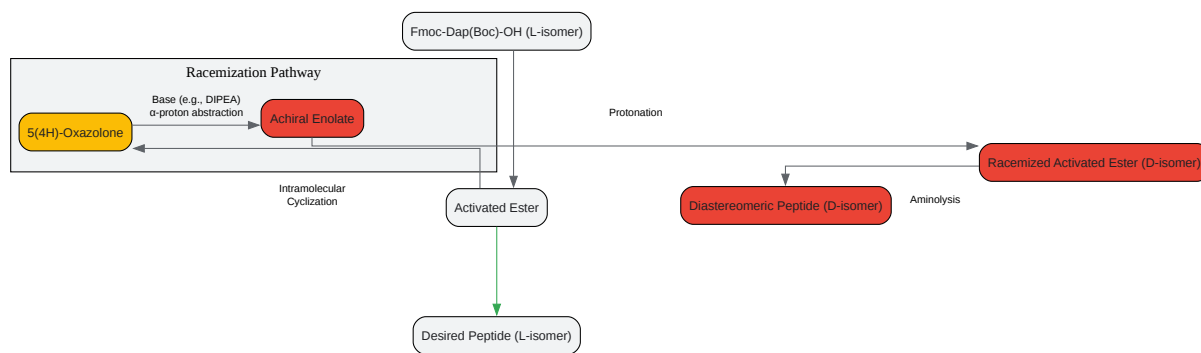 Fmoc-Dap(Boc)-OH (L-isomer)
Racemization Pathway
Base (e.g., DIPEA)
α-proton abstraction
5(4H)-Oxazolone
Achiral Enolate
Protonation
Racemized Activated Ester (D-isomer)
Intramolecular
Cyclization
Activated Ester
Diastereomeric Peptide (D-isomer)
Aminolysis
Desired Peptide (L-isomer)